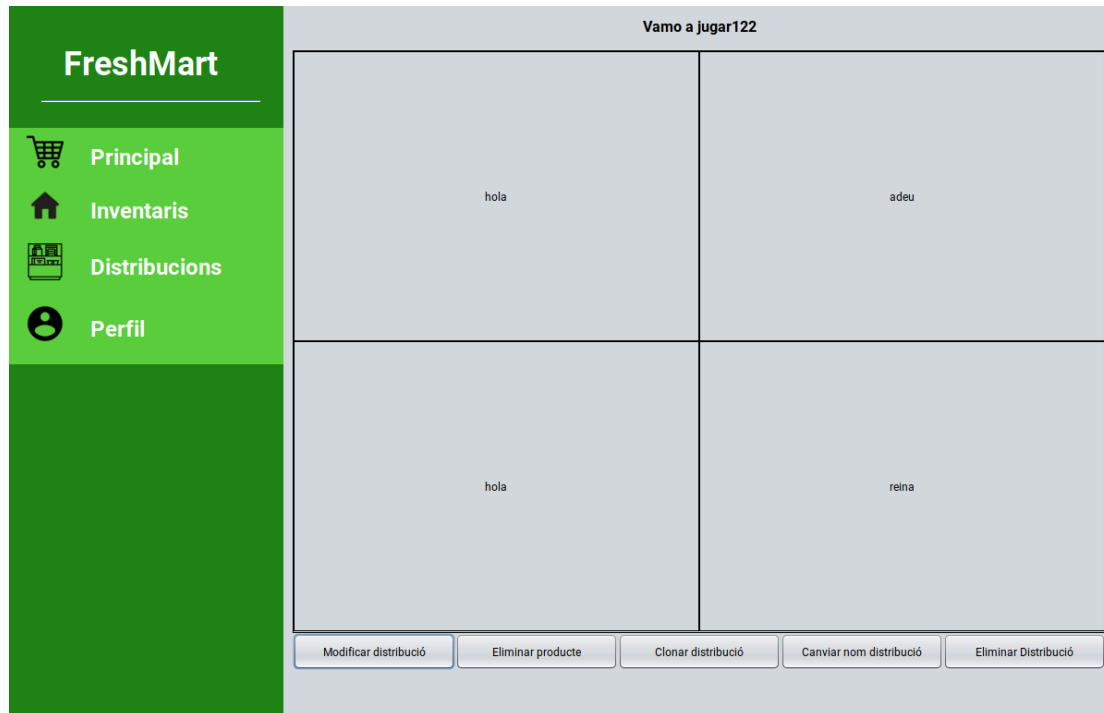 FreshMart
Principal
Inventaris
Distribucions
Perfil
Vamo a jugar122
hola
adeu
hola
reina
Modificar distribució
Eliminar producte
Clonar distribució
Canviar nom distribució
Eliminar Distribució